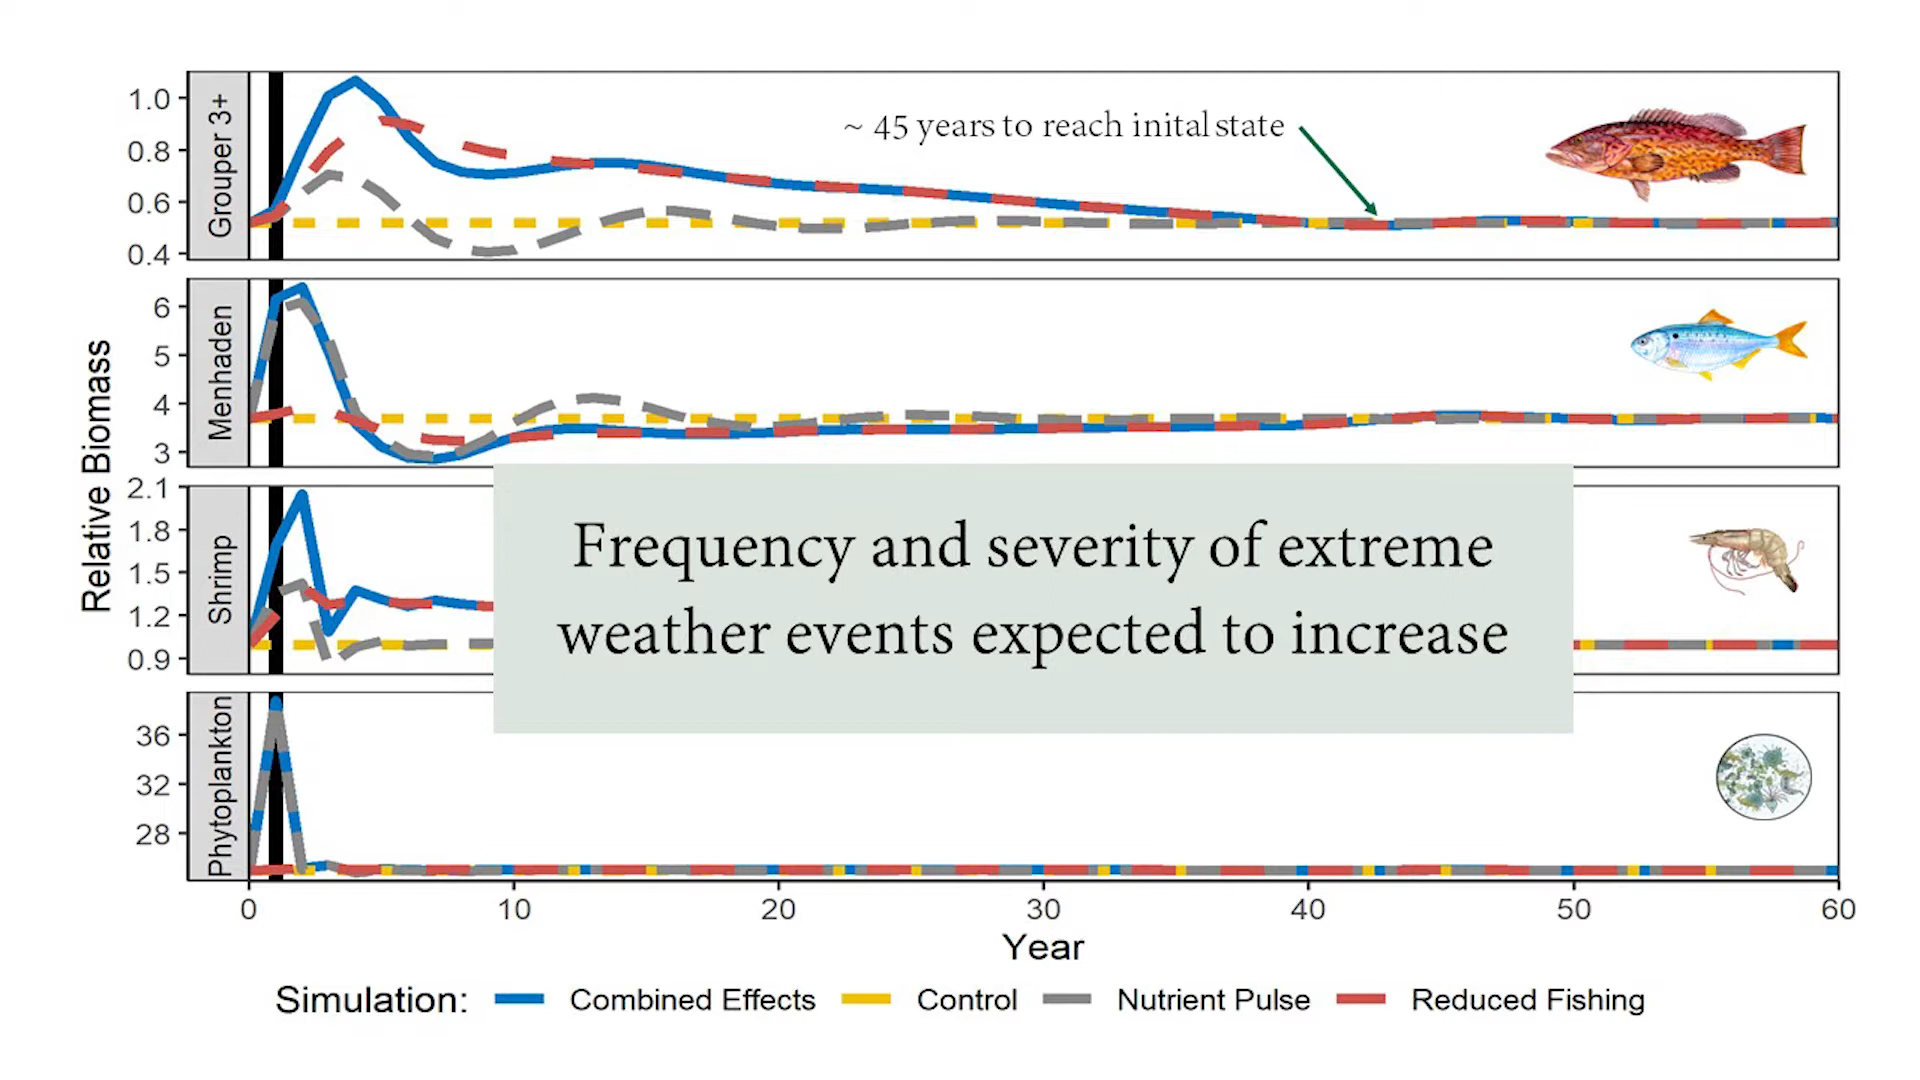 Relative Biomass
Grouper 3+
1.0
0.8
0.6
0.4
~ 45 years to reach inital state
Menhaden
6
5
4
3
Shrimp
2.1
1.8
1.5
1.2
0.9
Frequency and severity of extreme
weather events expected to increase
Phytoplankton
36
32
28
0 10 20 30 40 50 60
Year
Simulation: Combined Effects Control Nutrient Pulse Reduced Fishing